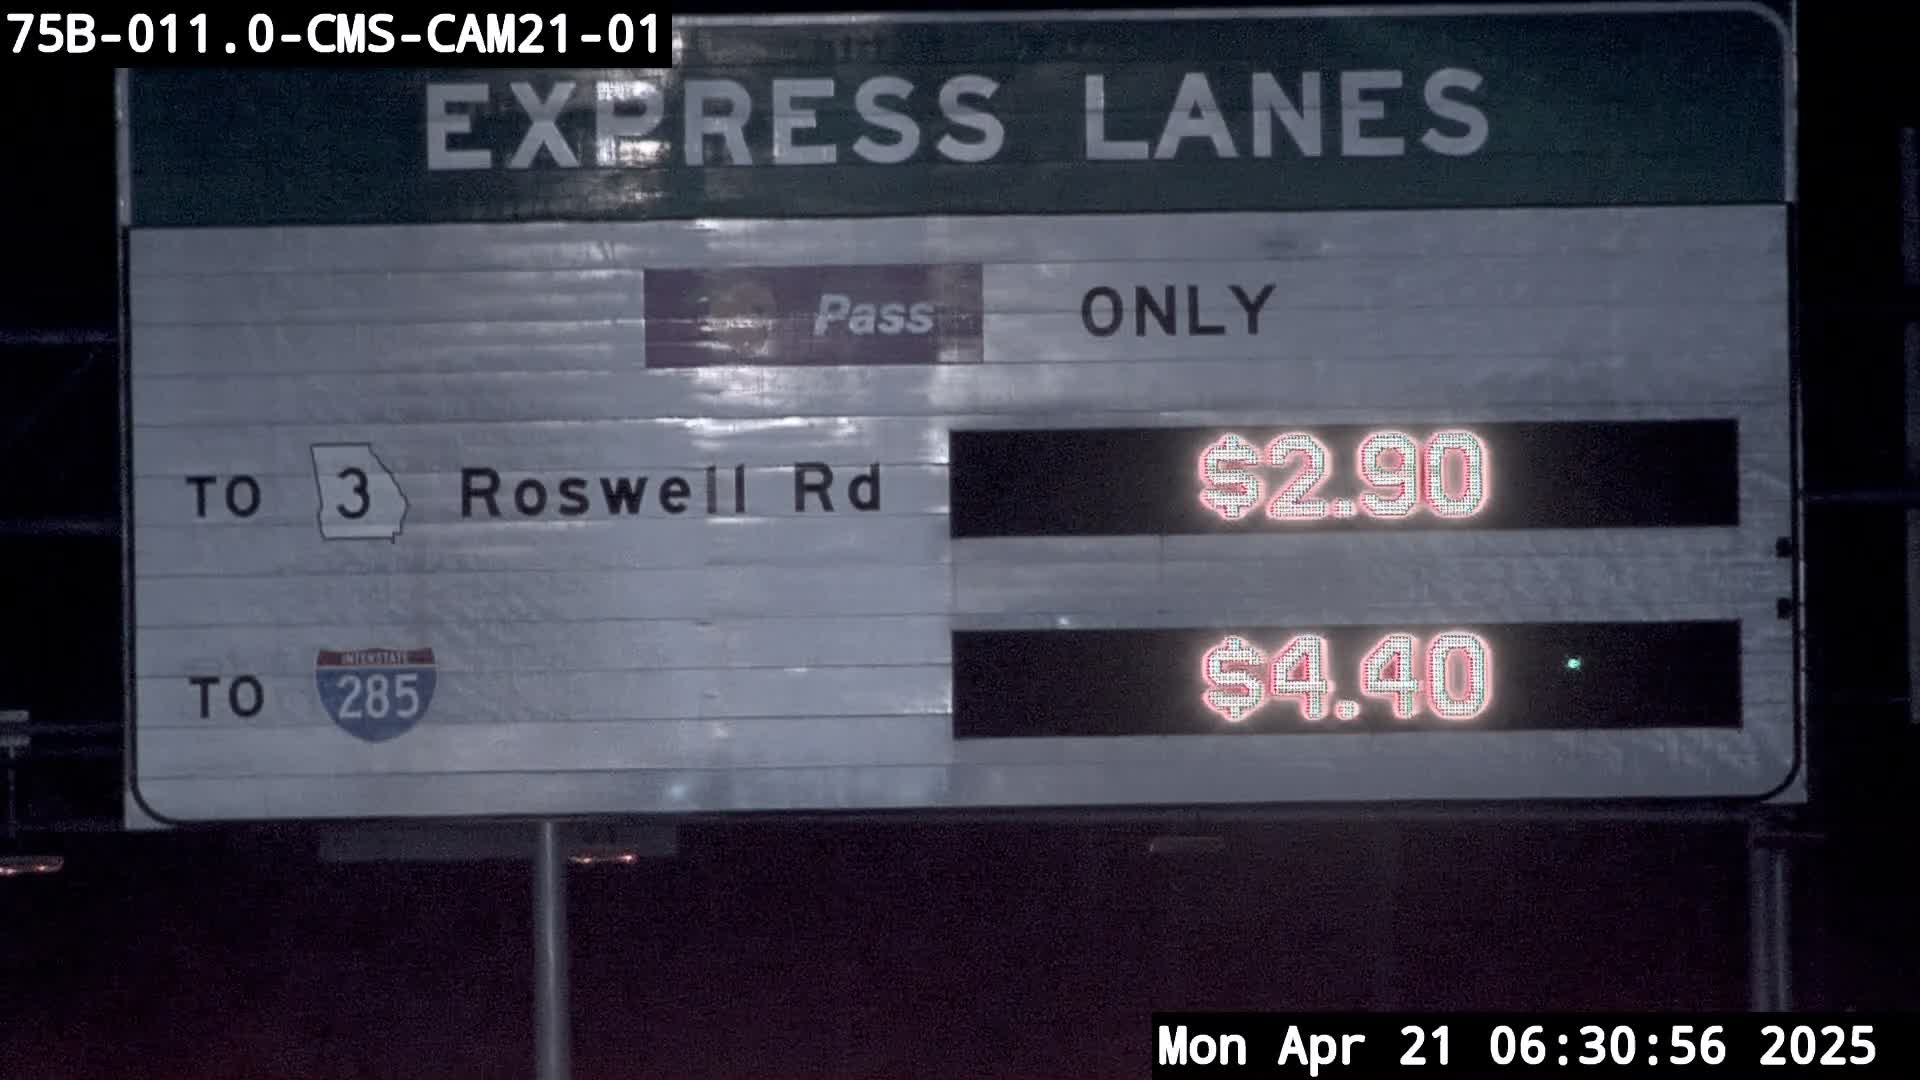 75B-011.0-CMS-CAM21-01
EXPRESS LANES
Pass ONLY
TO 3 Roswell Rd $2.90
TO INTERSTATE 285 $4.40
Mon Apr 21 06:30:56 2025